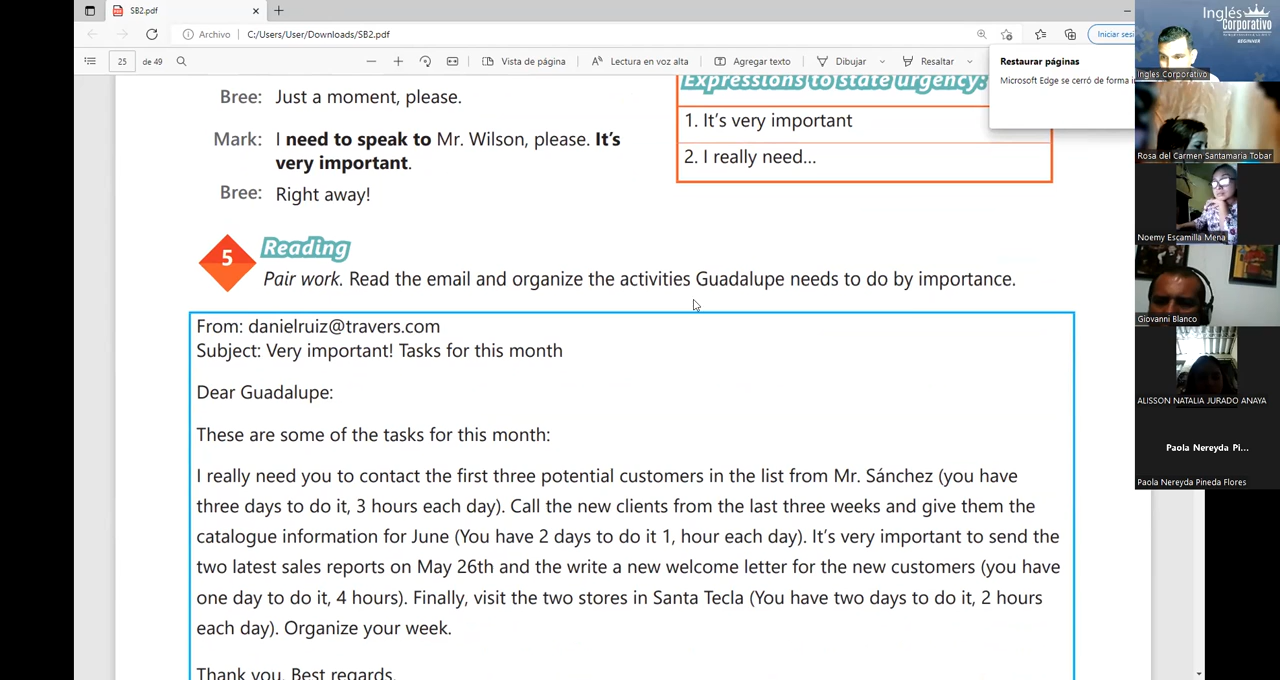 SB2.pdf
Archivo
C:/Users/User/Downloads/SB2.pdf
Iniciar sesi
25
de 49
Vista de página
Lectura en voz alta
Agregar texto
Dibujar
Resaltar
Restaurar páginas
Microsoft Edge se cerró de forma i
Bree: Just a moment, please.
Mark: I need to speak to Mr. Wilson, please. It's
very important.
Bree: Right away!
Expressions to state urgency:
1. It's very important
2. I really need...
5
Reading
Pair work. Read the email and organize the activities Guadalupe needs to do by importance.
From: danielruiz@travers.com
Subject: Very important! Tasks for this month
Dear Guadalupe:
These are some of the tasks for this month:
I really need you to contact the first three potential customers in the list from Mr. Sánchez (you have
three days to do it, 3 hours each day). Call the new clients from the last three weeks and give them the
catalogue information for June (You have 2 days to do it 1, hour each day). It's very important to send the
two latest sales reports on May 26th and the write a new welcome letter for the new customers (you have
one day to do it, 4 hours). Finally, visit the two stores in Santa Tecla (You have two days to do it, 2 hours
each day). Organize your week.
Thank you. Best regards.
Inglés
Corporativo
BEGINNER
Ingles Corporativo
Rosa del Carmen Santamaria Tobar
Noemy Escamilla Mena
Giovanni Blanco
ALISSON NATALIA JURADO ANAYA
Paola Nereyda Pi...
Paola Nereyda Pineda Flores